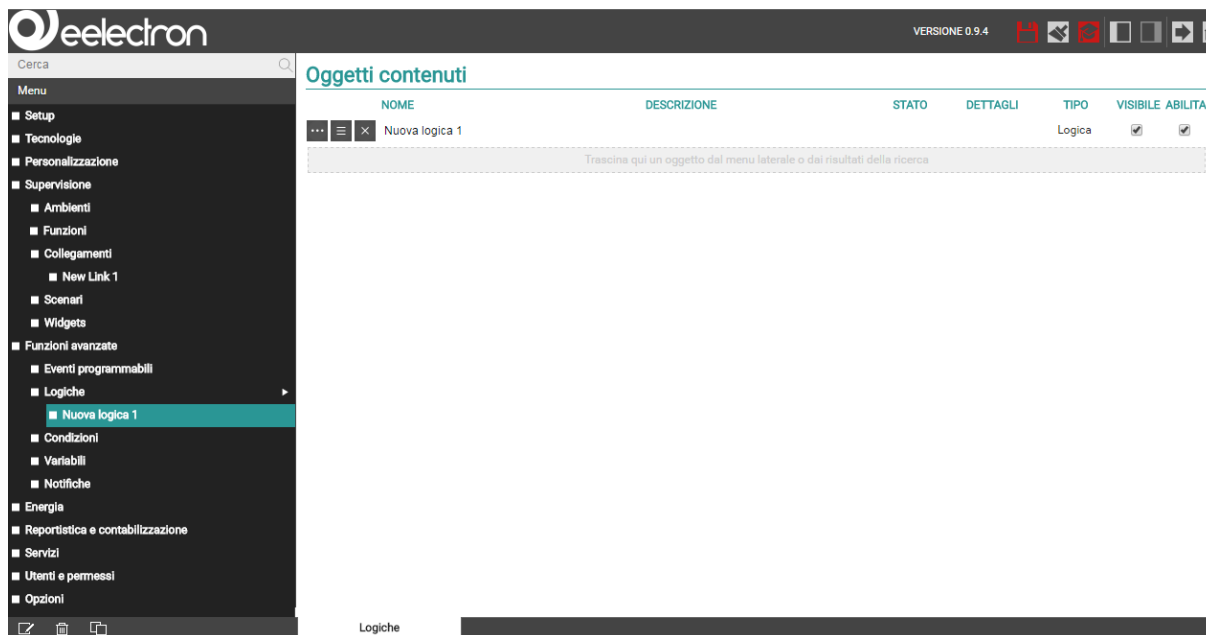 eelectron
VERSIONE 0.9.4
Cerca
Menu
Setup
Tecnologie
Personalizzazione
Supervisione
Ambienti
Funzioni
Collegamenti
New Link 1
Scenari
Widgets
Funzioni avanzate
Eventi programmabili
Logiche
Nuova logica 1
Condizioni
Variabili
Notifiche
Energia
Reportistica e contabilizzazione
Servizi
Utenti e permessi
Opzioni
Oggetti contenuti
NOME DESCRIZIONE STATO DETTAGLI TIPO VISIBILE ABILITA
Nuova logica 1 Logica
Trascina qui un oggetto dal menu laterale o dai risultati della ricerca
Logiche